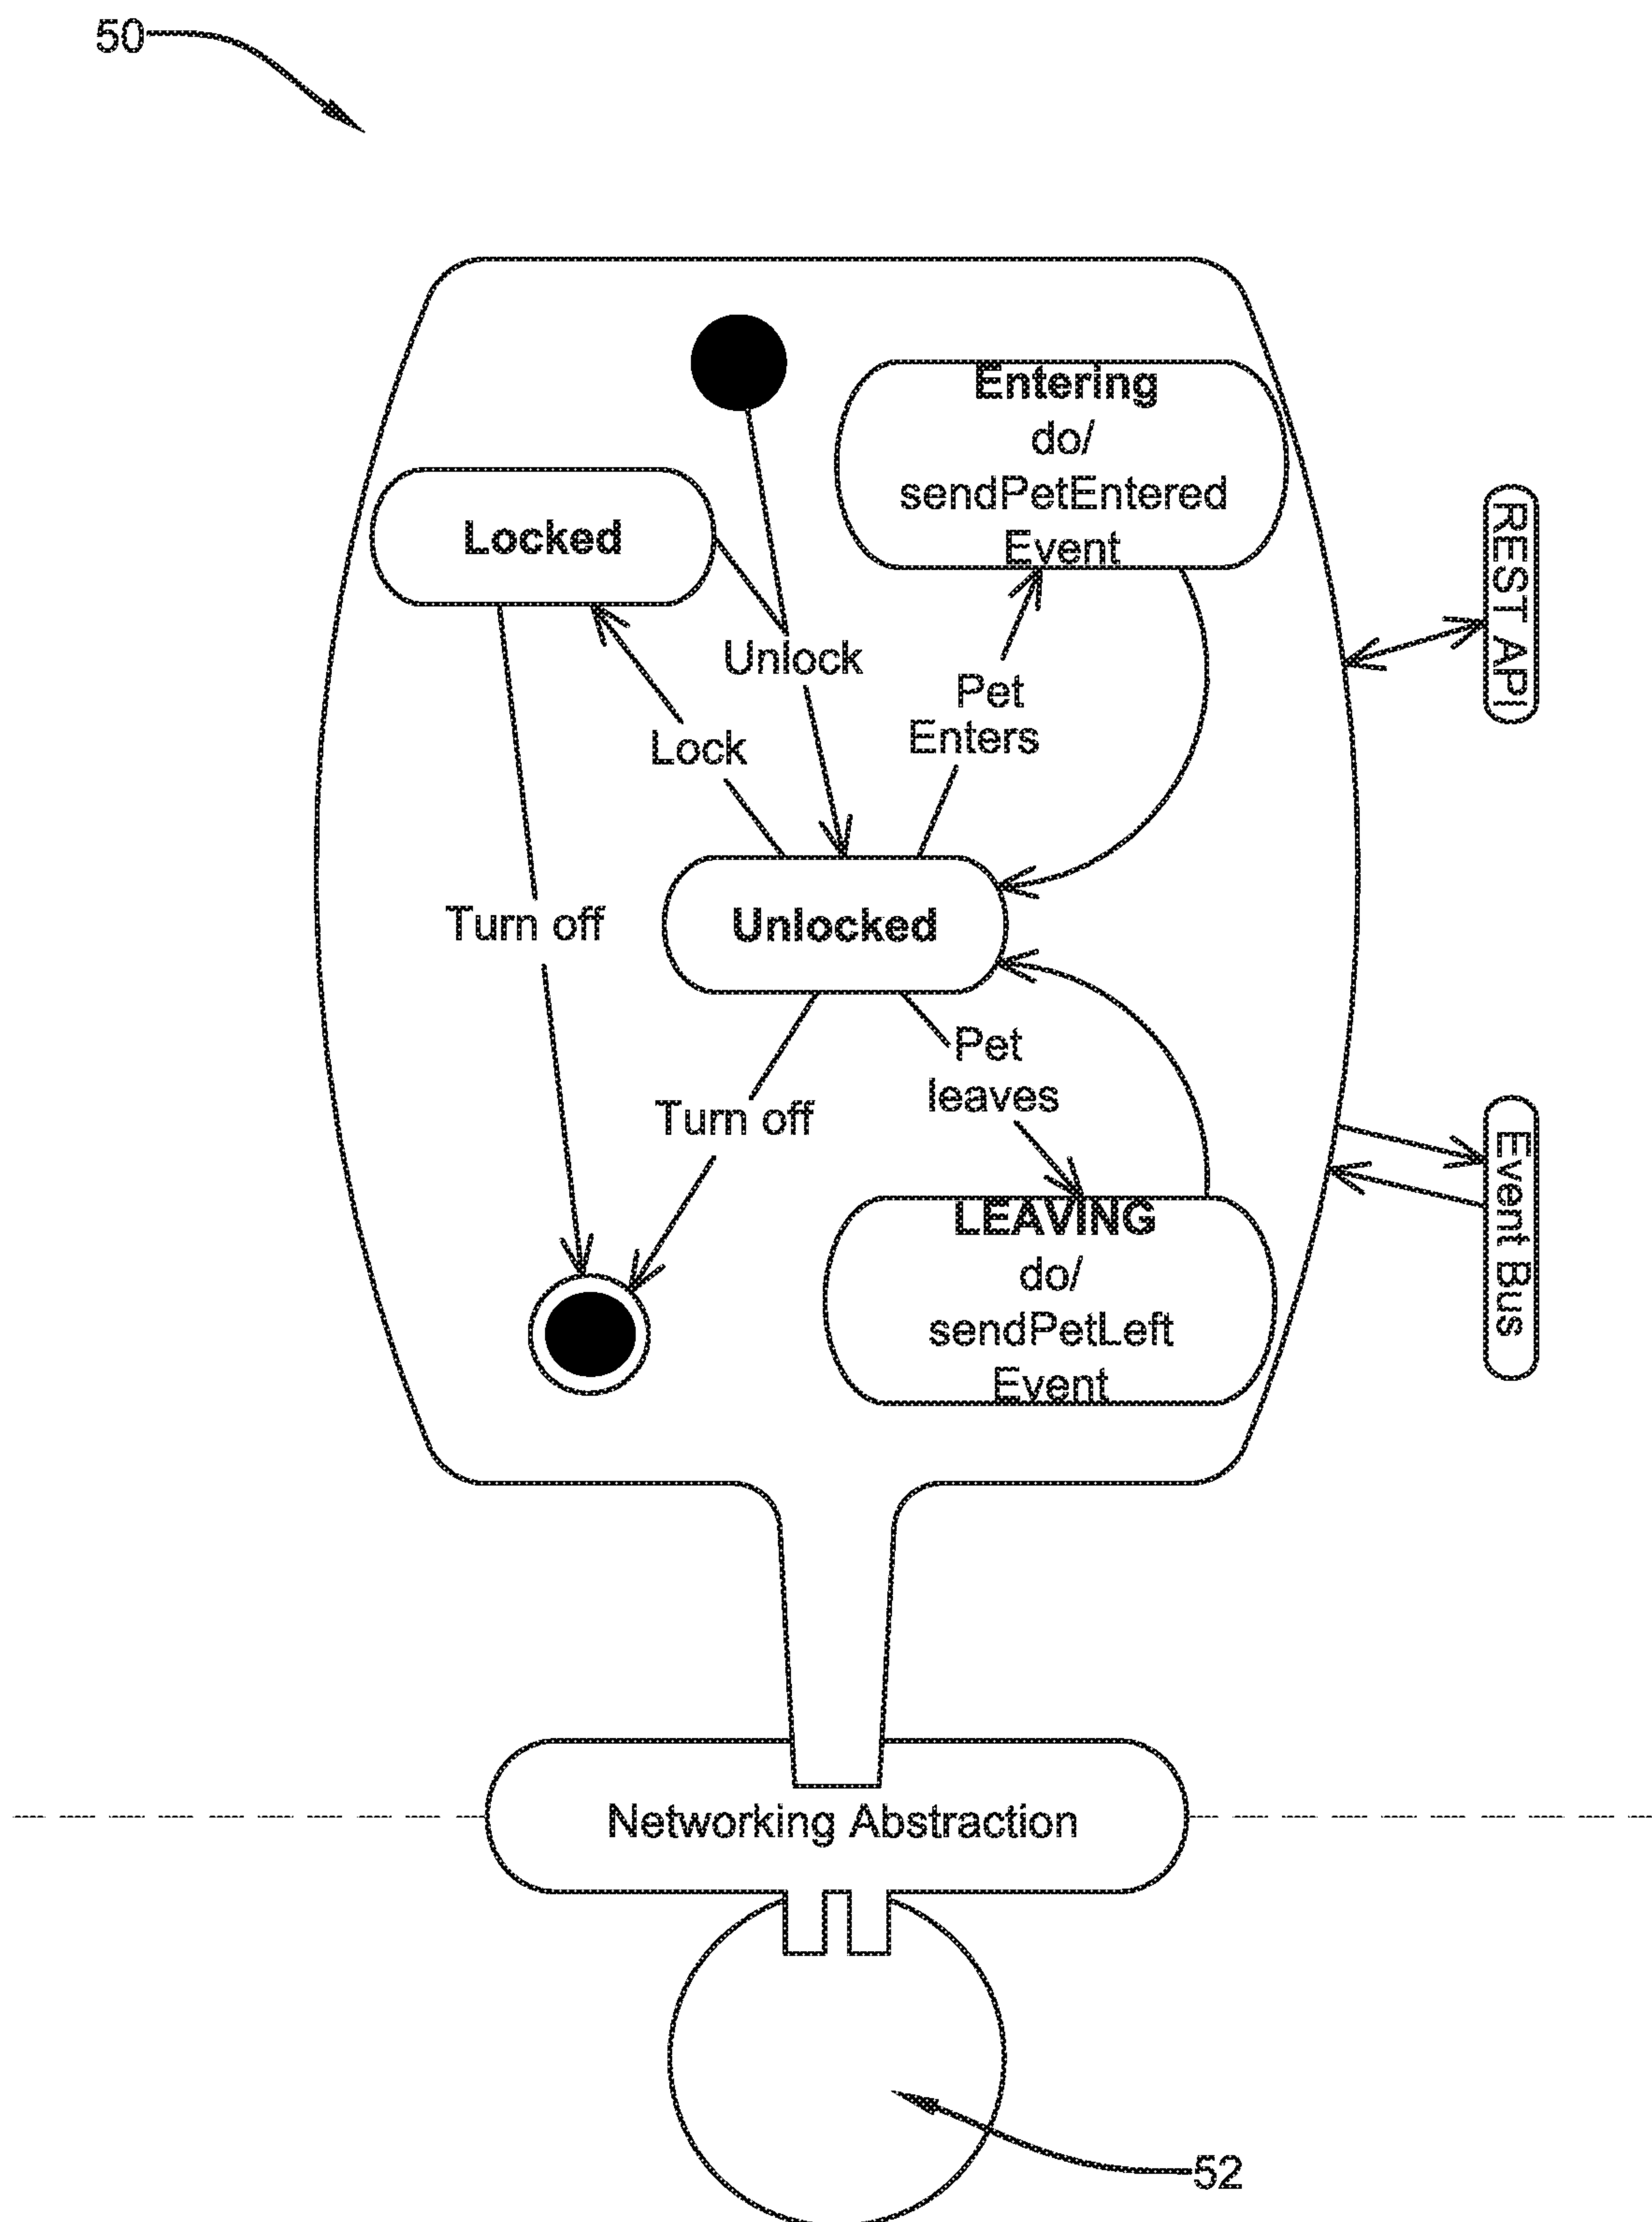 50
Entering
do/
sendPetEntered
Event
Locked
REST API
Unlock
Pet
Enters
Lock
Unlocked
Turn off
Pet
leaves
Turn off
Event Bus
LEAVING
do/
sendPetLeft
Event
Networking Abstraction
52